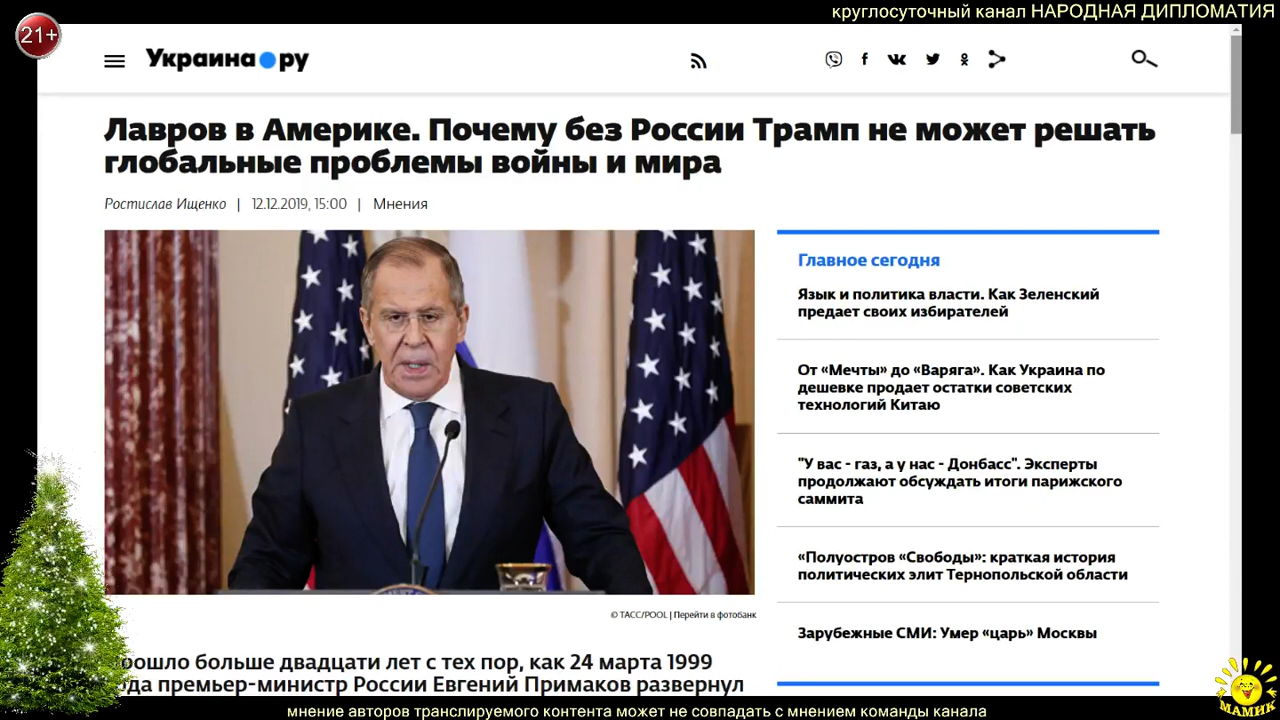 круглосуточный канал НАРОДНАЯ ДИПЛОМАТИЯ
21+
Украина ру
Лавров в Америке. Почему без России Трамп не может решать
глобальные проблемы войны и мира
Ростислав Ищенко | 12.12.2019, 15:00 | Мнения
Главное сегодня
Язык и политика власти. Как Зеленский
предает своих избирателей
От «Мечты» до «Варяга». Как Украина по
дешевке продает остатки советских
технологий Китаю
"У вас - газ, а у нас - Донбасс". Эксперты
продолжают обсуждать итоги парижского
саммита
«Полуостров «Свободы»: краткая история
политических элит Тернопольской области
Зарубежные СМИ: Умер «царь» Москвы
© ТАСС/POOL | Перейти в фотобанк
больше двадцати лет с тех пор, как 24 марта 1999
премьер-министр России Евгений Примаков развернул
МАМИК
мнение авторов транслируемого контента может не совпадать с мнением команды канала